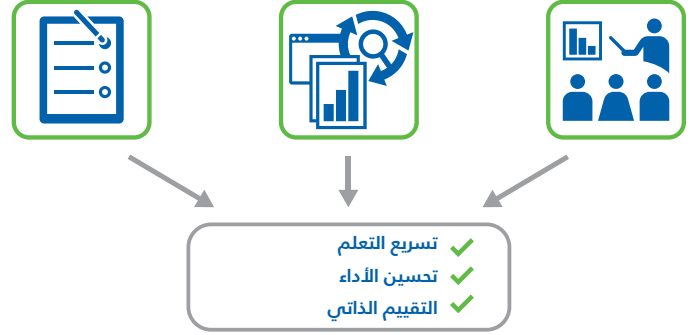 تسريع التعلم
تحسين الأداء
التقييم الذاتي